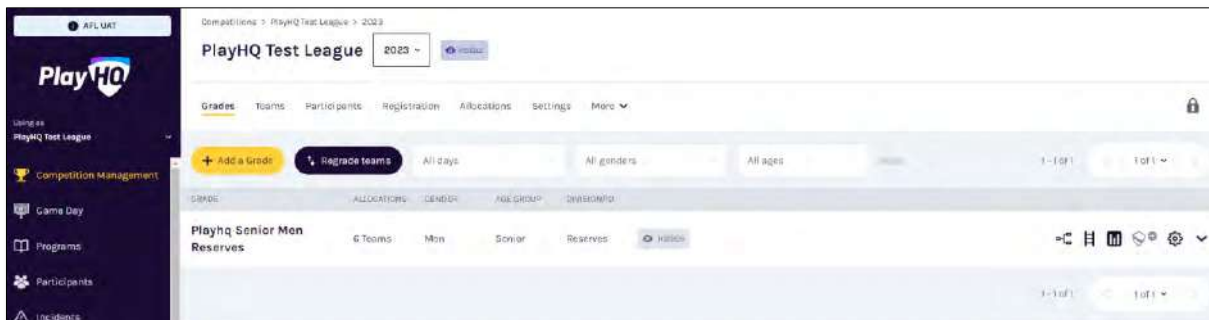 AFL UAT
PlayHQ
Using as
PlayHQ Test League
Competition Management
Game Day
Programs
Participants
Incidents
Competitions > PlayHQ Test League > 2023
PlayHQ Test League 2023
Grades Teams Participants Registration Allocations Settings More
+ Add a Grade Regrade teams All days All genders All ages 1-1 of 1 1 of 1
GRADE ALLOCATIONS GENDER AGE GROUP DIVISION
Playhq Senior Men
Reserves
6 Teams Men Senior Reserves HIDDEN
1-1 of 1 1 of 1